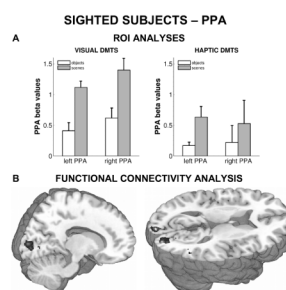 SIGHTED SUBJECTS – PPA
A ROI ANALYSES
VISUAL DMTS
HAPTIC DMTS
objects
scenes
objects
scenes
PPA beta values
1.5
1
0.5
0
left PPA right PPA
PPA beta values
1.5
1
0.5
0
left PPA right PPA
B FUNCTIONAL CONNECTIVITY ANALYSIS